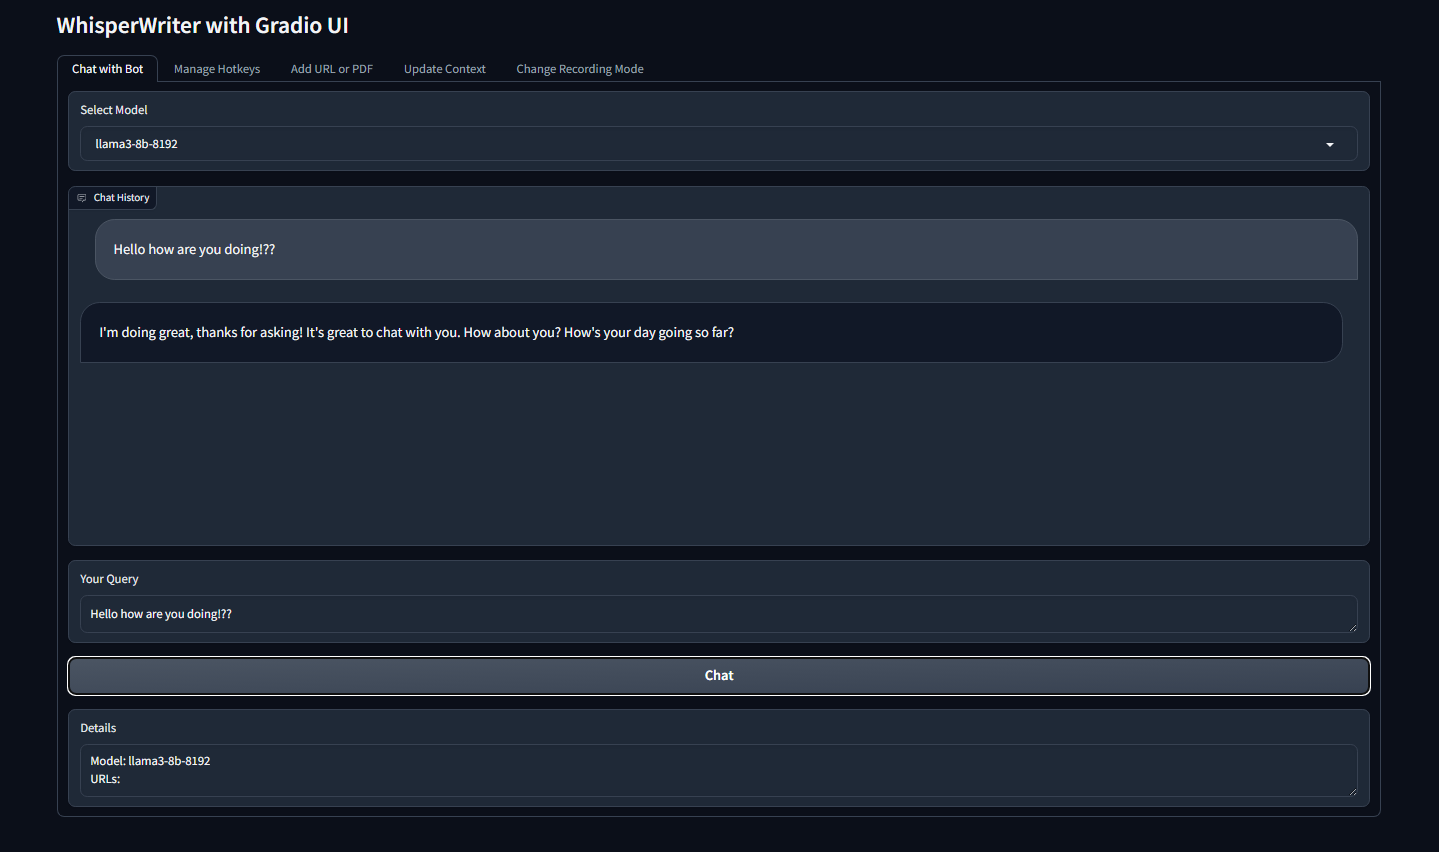 WhisperWriter with Gradio UI
Chat with Bot Manage Hotkeys Add URL or PDF Update Context Change Recording Mode
Select Model
llama3-8b-8192
Chat History
Hello how are you doing!??
I'm doing great, thanks for asking! It's great to chat with you. How about you? How's your day going so far?
Your Query
Hello how are you doing!??
Chat
Details
Model: llama3-8b-8192
URLs: